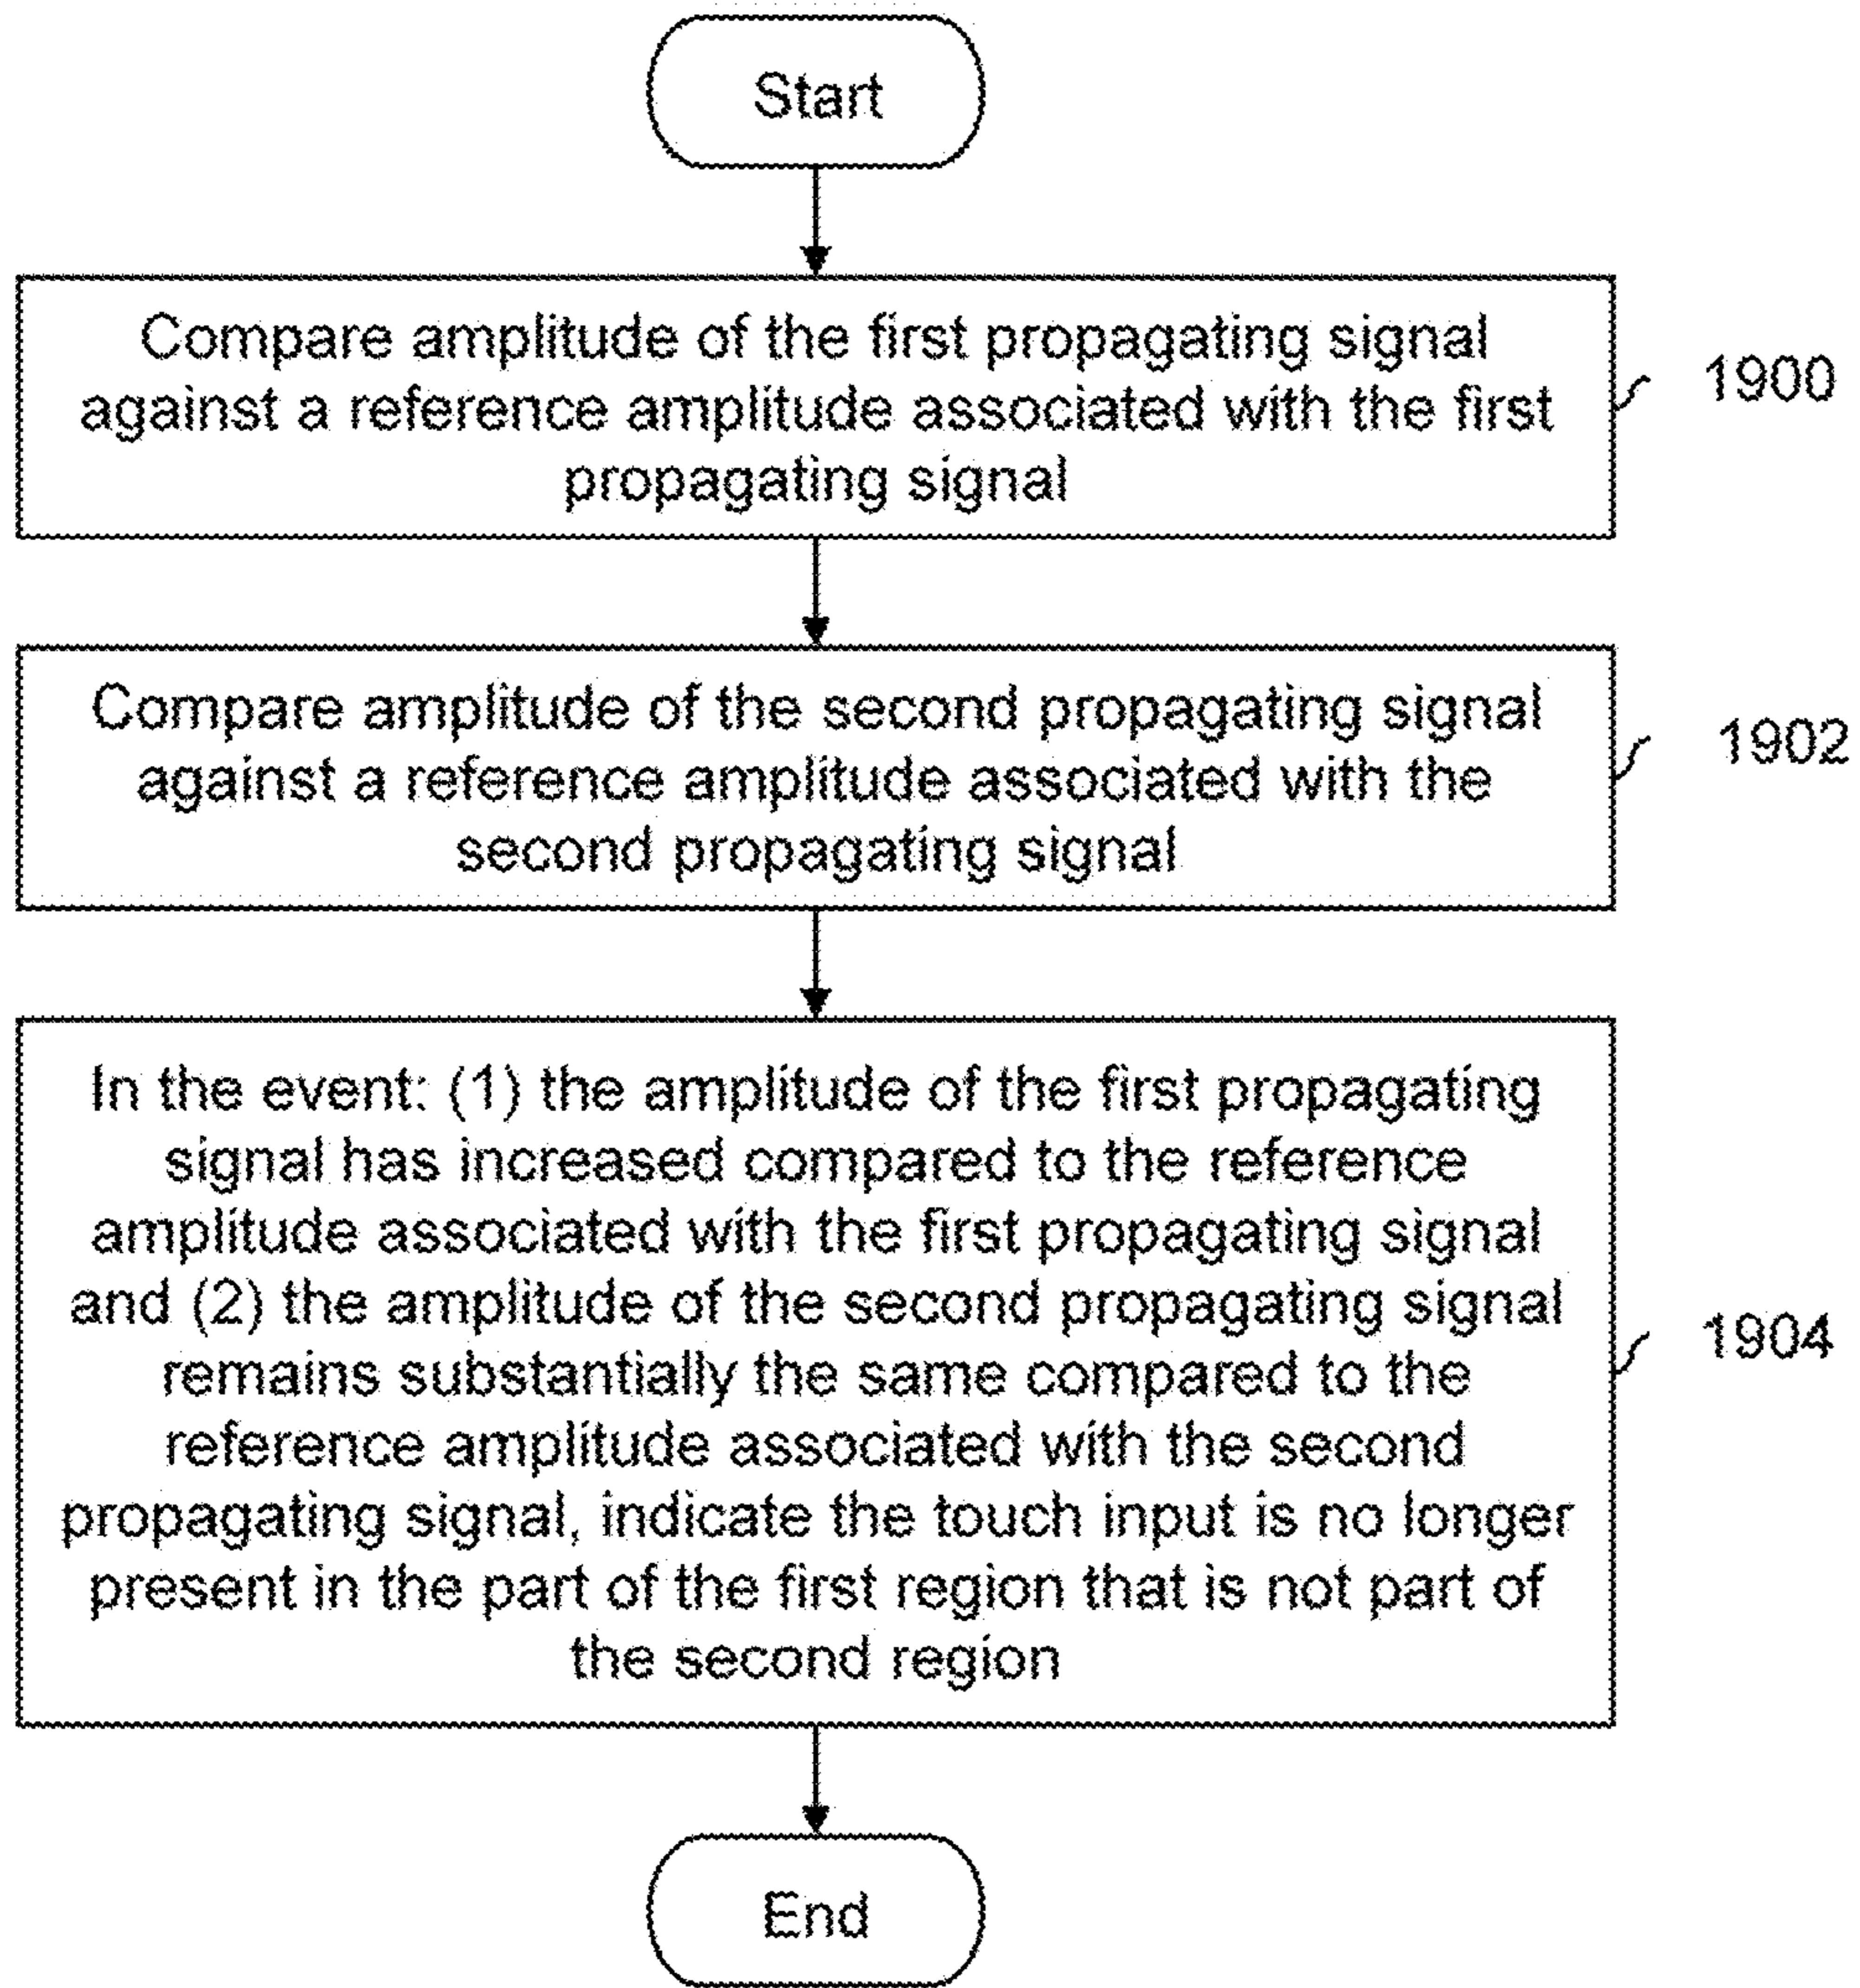 Start
Compare amplitude of the first propagating signal
against a reference amplitude associated with the first
propagating signal
1900
Compare amplitude of the second propagating signal
against a reference amplitude associated with the
second propagating signal
1902
In the event: (1) the amplitude of the first propagating
signal has increased compared to the reference
amplitude associated with the first propagating signal
and (2) the amplitude of the second propagating signal
remains substantially the same compared to the
reference amplitude associated with the second
propagating signal, indicate the touch input is no longer
present in the part of the first region that is not part of
the second region
1904
End